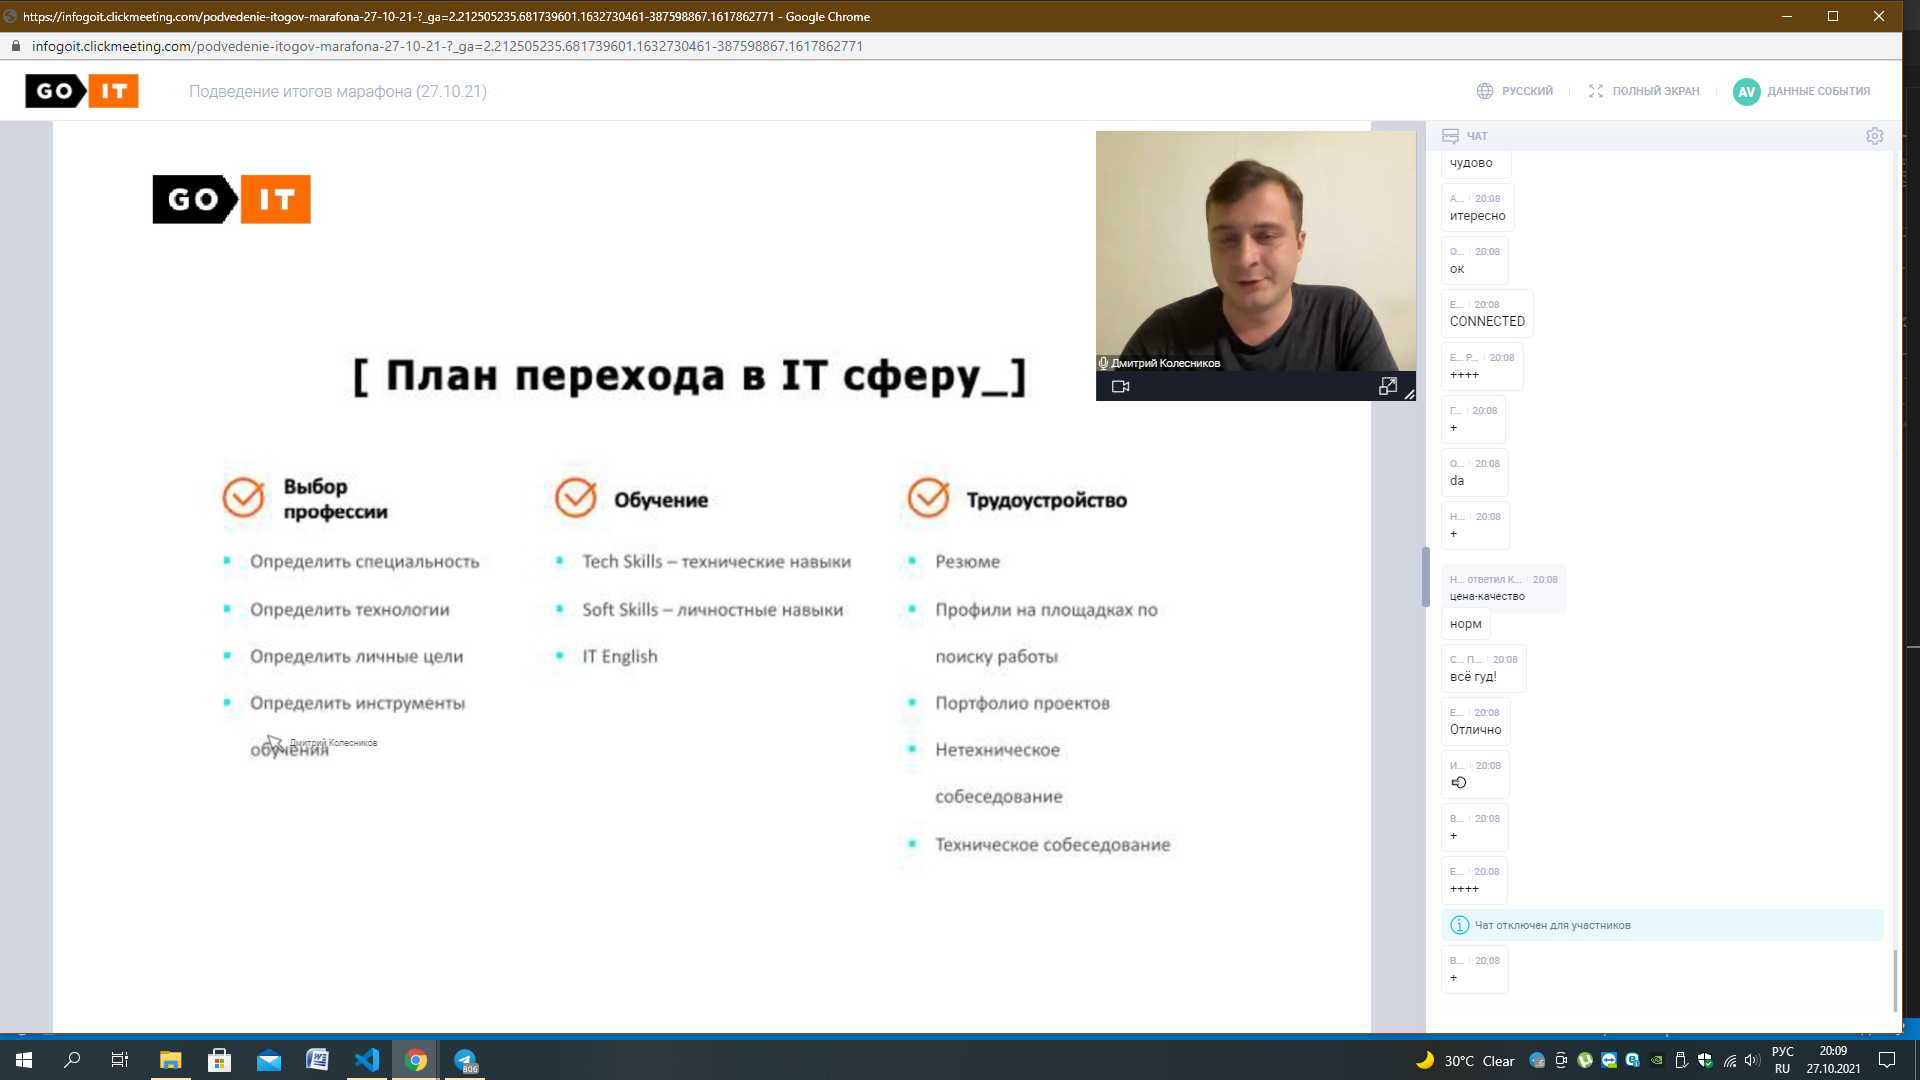 https://infogoit.clickmeeting.com/podvedenie-itogov-marafona-27-10-21-?_ga=2.212505235.681739601.1632730461-387598867.1617862771 - Google Chrome
infogoit.clickmeeting.com/podvedenie-itogov-marafona-27-10-21-?_ga=2.212505235.681739601.1632730461-387598867.1617862771
GO IT
Подведение итогов марафона (27.10.21)
РУССКИЙ
ПОЛНЫЙ ЭКРАН
AV ДАННЫЕ СОБЫТИЯ
GO IT
Дмитрий Колесников
[ План перехода в IT сферу_]
Выбор
профессии
Определить специальность
Определить технологии
Определить личные цели
Определить инструменты
обучения
Дмитрий Колесников
Обучение
Tech Skills – технические навыки
Soft Skills – личностные навыки
IT English
Трудоустройство
Резюме
Профили на площадках по
поиску работы
Портфолио проектов
Нетехническое
собеседование
Техническое собеседование
ЧАТ
чудово
А... 20:08
итересно
О... 20:08
ок
Е... 20:08
CONNECTED
Е... Р... 20:08
++++
Г... 20:08
+
О... 20:08
da
Н... 20:08
+
Н... ответил К... 20:08
цена-качество
норм
С... П... 20:08
всё гуд!
Е... 20:08
Отлично
И... 20:08
В... 20:08
+
Е... 20:08
++++
Чат отключен для участников
В... 20:08
+
806
30°C Clear
РУС
RU
20:09
27.10.2021